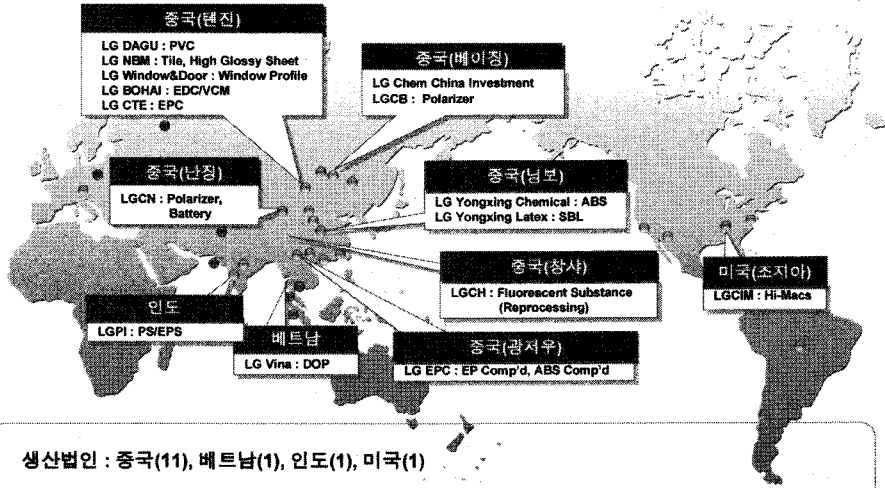 중국(텐진)
LG DAGU : PVC
LG NBM : Tile, High Glossy Sheet
LG Window&Door : Window Profile
LG BOHAI : EDC/VCM
LG CTE : EPC
중국(베이징)
LG Chem China Investment
LGCB : Polarizer
중국(난징)
LGCN : Polarizer,
Battery
중국(닝보)
LG Yongxing Chemical : ABS
LG Yongxing Latex : SBL
중국(창사)
LGCH : Fluorescent Substance
(Reprocessing)
미국(조지아)
LGCIM : Hi-Macs
인도
LGPI : PS/EPS
베트남
LG Vina : DOP
중국(광저우)
LG EPC : EP Comp'd, ABS Comp'd
생산법인 : 중국(11), 베트남(1), 인도(1), 미국(1)